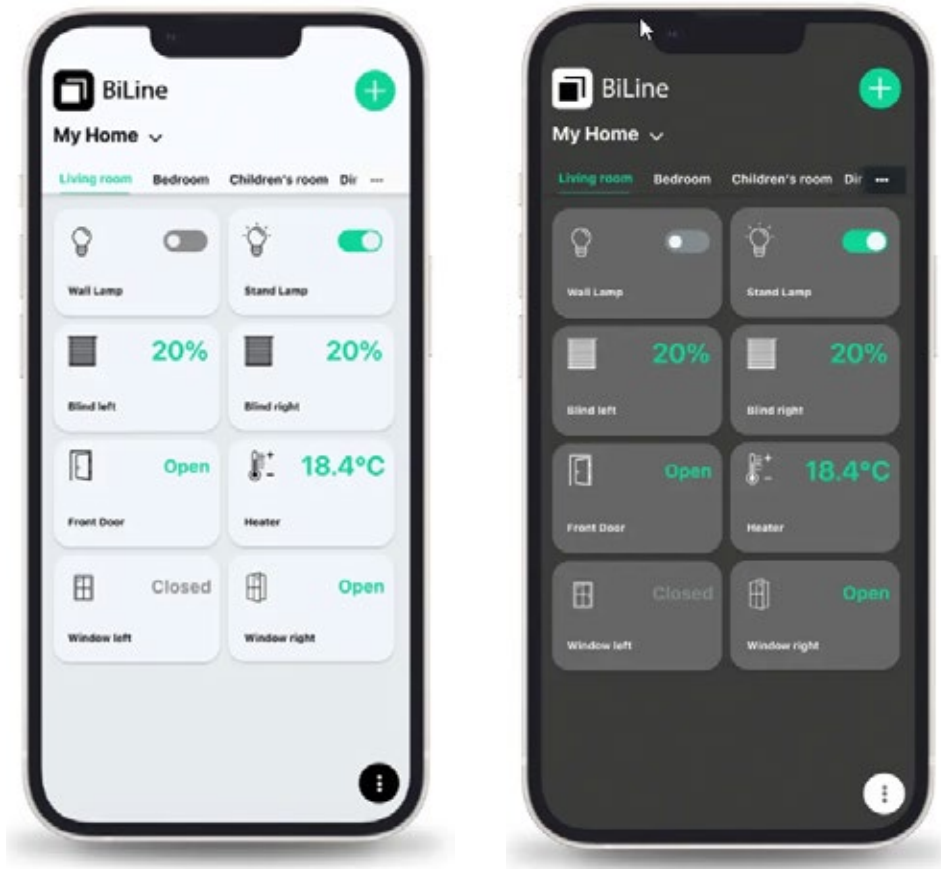 BiLine
My Home
Living room Bedroom Children's room Dir ...
Wall Lamp Stand Lamp
20% 20%
Blind left Blind right
Open 18.4°C
Front Door Heater
Closed Open
Window left Window right
BiLine
My Home
Living room Bedroom Children's room Dir ...
Wall Lamp Stand Lamp
20% 20%
Blind left Blind right
Open 18.4°C
Front Door Heater
Closed Open
Window left Window right